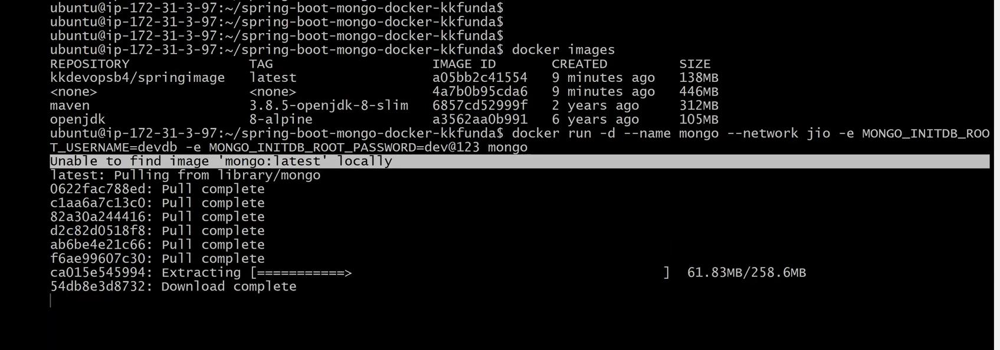 ubuntu@ip-172-31-3-97:~/spring-boot-mongo-docker-kkfunda$
ubuntu@ip-172-31-3-97:~/spring-boot-mongo-docker-kkfunda$
ubuntu@ip-172-31-3-97:~/spring-boot-mongo-docker-kkfunda$
ubuntu@ip-172-31-3-97:~/spring-boot-mongo-docker-kkfunda$ docker images
REPOSITORY TAG IMAGE ID CREATED SIZE
kkdevopsb4/springimage latest a05bb2c41554 9 minutes ago 138MB
<none> <none> 4a7b0b95cda6 9 minutes ago 446MB
maven 3.8.5-openjdk-8-slim 6857cd52999f 2 years ago 312MB
openjdk 8-alpine a3562aa0b991 6 years ago 105MB
ubuntu@ip-172-31-3-97:~/spring-boot-mongo-docker-kkfunda$ docker run -d --name mongo --network jio -e MONGO_INITDB_ROO
T_USERNAME=devdb -e MONGO_INITDB_ROOT_PASSWORD=dev@123 mongo
Unable to find image 'mongo:latest' locally
latest: Pulling from library/mongo
0622fac788ed: Pull complete
c1aa6a7c13c0: Pull complete
82a30a244416: Pull complete
d2c82d0518f8: Pull complete
ab6be4e21c66: Pull complete
f6ae99607c30: Pull complete
ca015e545994: Extracting [===========> ] 61.83MB/258.6MB
54db8e3d8732: Download complete